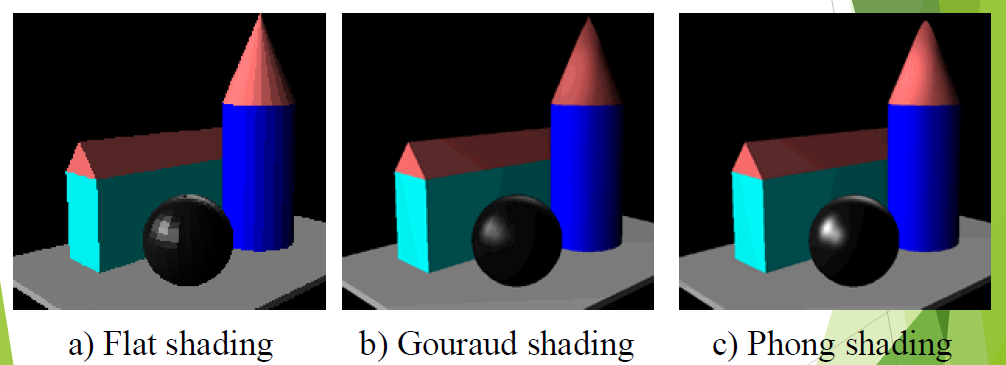 a) Flat shading
b) Gouraud shading
c) Phong shading